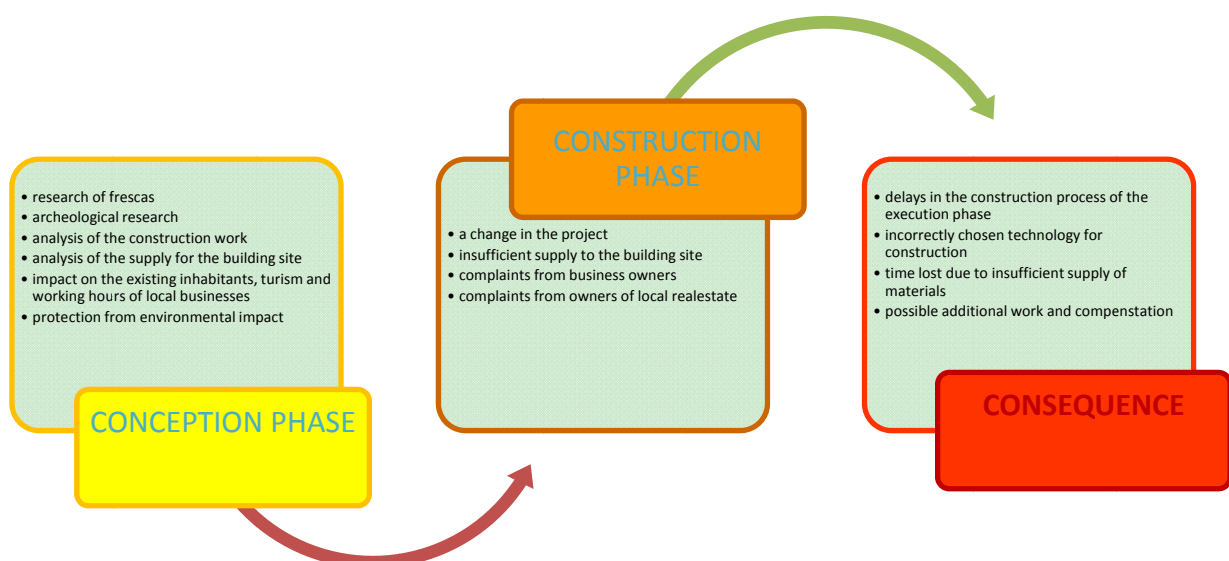 • research of frescas
• archeological research
• analysis of the construction work
• analysis of the supply for the building site
• impact on the existing inhabitants, turism and
working hours of local businesses
• protection from environmental impact
CONCEPTION PHASE
CONSTRUCTION
PHASE
• a change in the project
• insufficient supply to the building site
• complaints from business owners
• complaints from owners of local realestate
• delays in the construction process of the
execution phase
• incorrectly chosen technology for
construction
• time lost due to insufficient supply of
materials
• possible additional work and compenstation
CONSEQUENCE